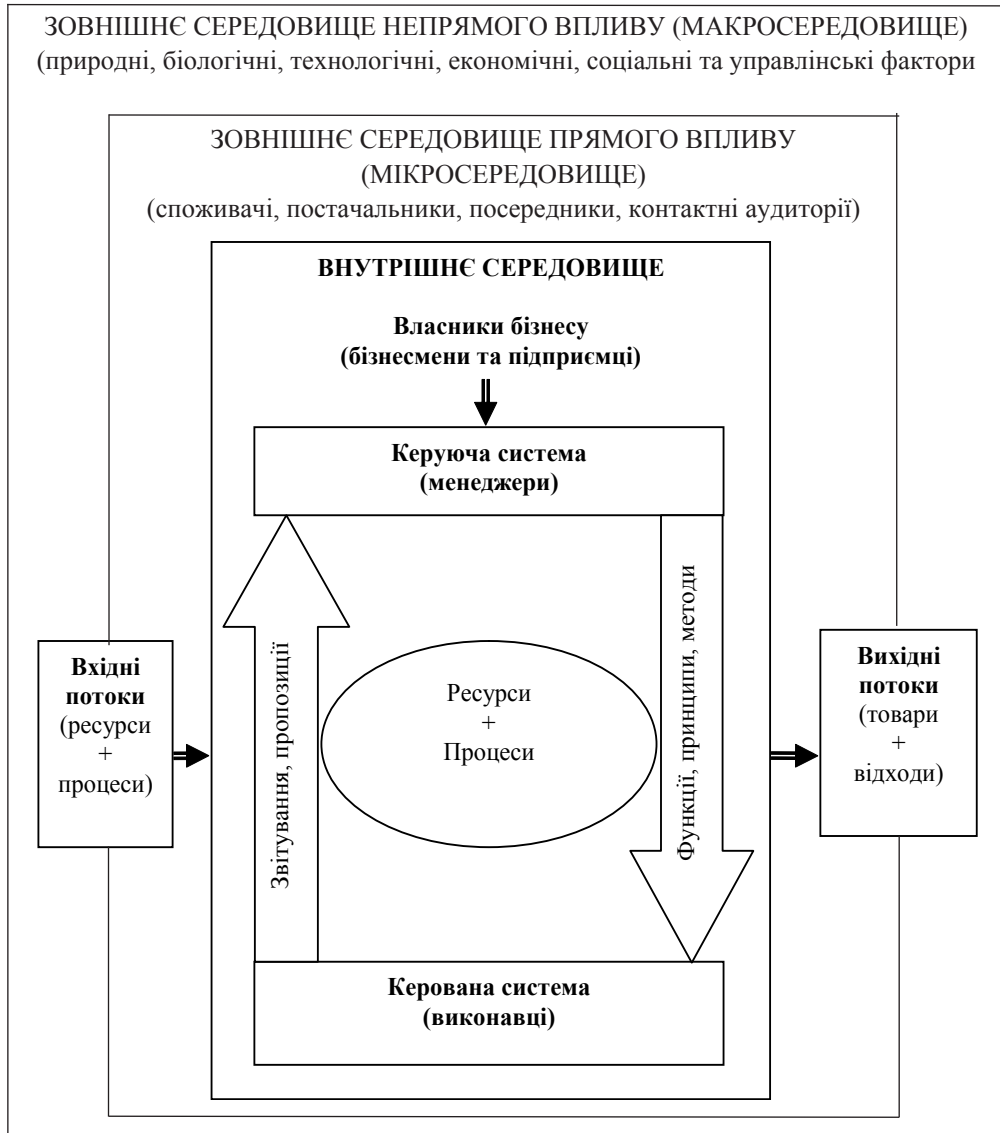 ЗОВНІШНЄ СЕРЕДОВИЩЕ НЕПРЯМОГО ВПЛИВУ (МАКРОСЕРЕДОВИЩЕ)
(природні, біологічні, технологічні, економічні, соціальні та управлінські фактори
ЗОВНІШНЄ СЕРЕДОВИЩЕ ПРЯМОГО ВПЛИВУ
(МІКРОСЕРЕДОВИЩЕ)
(споживачі, постачальники, посередники, контактні аудиторії)
ВНУТРІШНЄ СЕРЕДОВИЩЕ
Власники бізнесу
(бізнесмени та підприємці)
Керуюча система
(менеджери)
Вхідні
потоки
(ресурси
+
процеси)
Звітування, пропозиції
Ресурси
+
Процеси
Функції, принципи, методи
Вихідні
потоки
(товари
+
відходи)
Керована система
(виконавці)